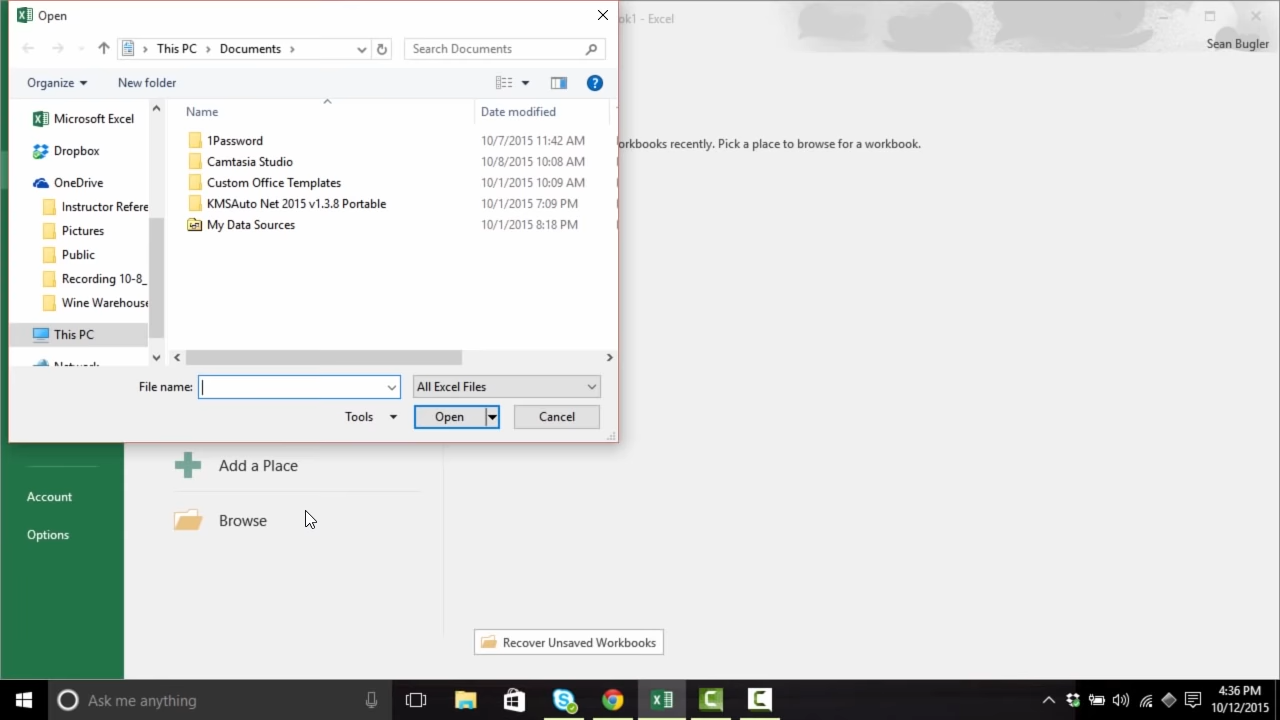 Open
ok1 - Excel
Sean Bugler
This PC > Documents >
Search Documents
Organize
New folder
Name
Date modified
Microsoft Excel
Dropbox
OneDrive
Instructor Refere
Pictures
Public
Recording 10-8_
Wine Warehouse
This PC
Network
1Password 10/7/2015 11:42 AM
Camtasia Studio 10/8/2015 10:08 AM
Custom Office Templates 10/1/2015 10:09 AM
KMSAuto Net 2015 v1.3.8 Portable 10/1/2015 7:09 PM
My Data Sources 10/1/2015 8:18 PM
orkbooks recently. Pick a place to browse for a workbook.
File name:
All Excel Files
Tools
Open
Cancel
Add a Place
Browse
Account
Options
Recover Unsaved Workbooks
Ask me anything
4:36 PM
10/12/2015